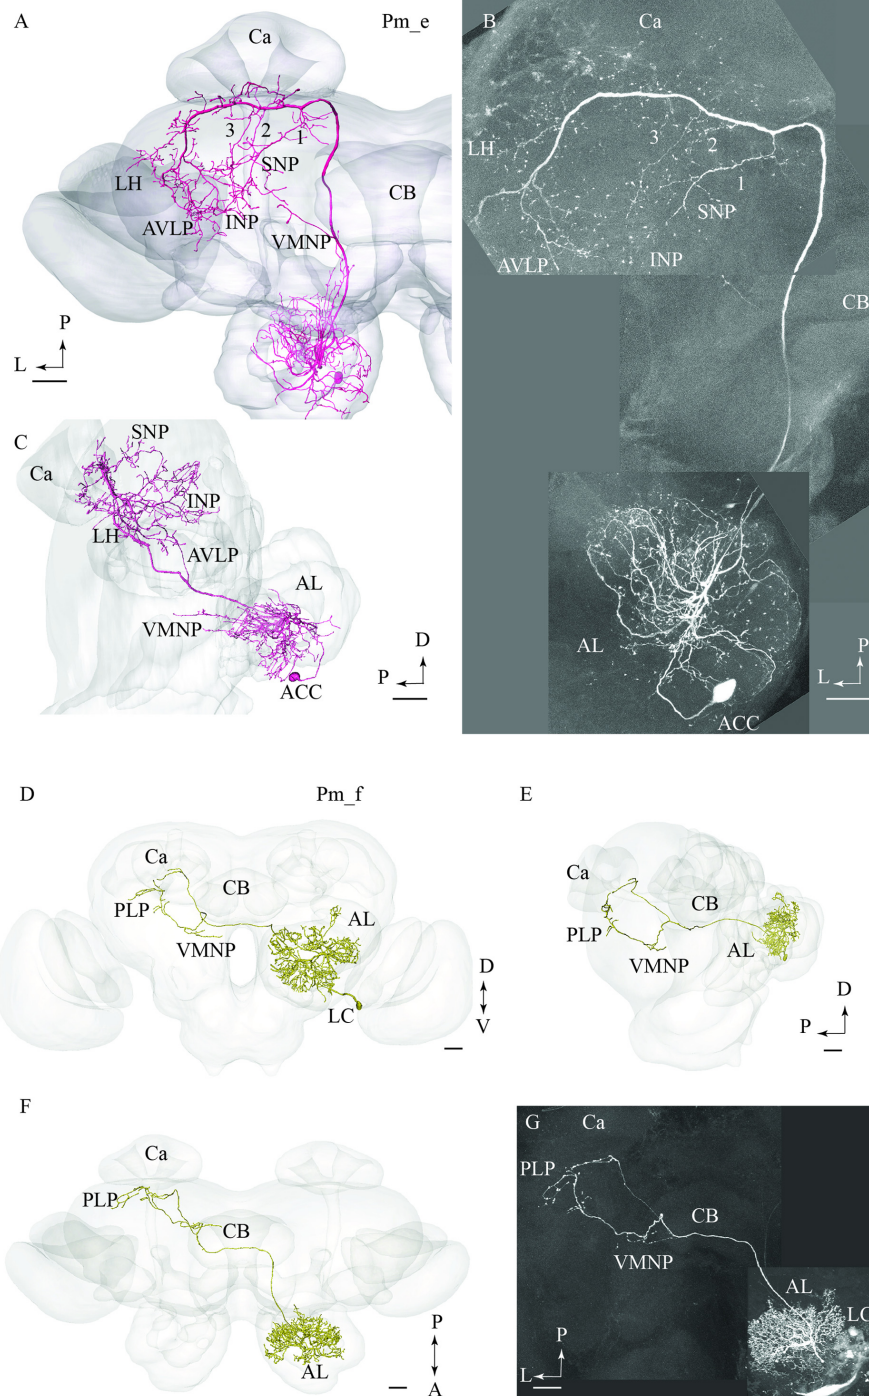 A
Pm_e
Ca
3
2
1
LH
SNP
AVLP
INP
CB
VMNP
P
L
B
Ca
3
2
LH
1
SNP
AVLP
INP
CB
AL
P
L
ACC
C
SNP
Ca
INP
LH
AVLP
AL
VMNP
D
P
ACC
D
Pm_f
Ca
CB
PLP
AL
VMNP
D
LC
V
E
Ca
CB
PLP
AL
VMNP
D
P
F
Ca
PLP
CB
P
AL
A
G
Ca
PLP
CB
VMNP
AL
LC
P
L